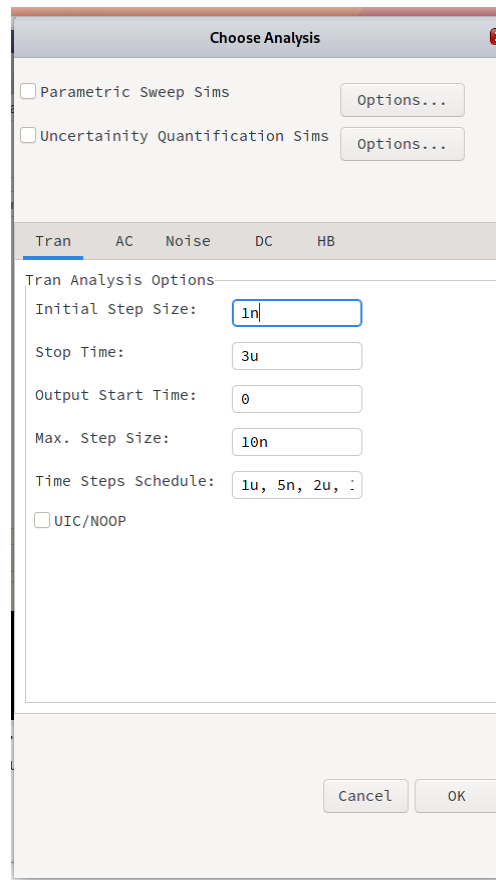 Choose Analysis
Parametric Sweep Sims
Options...
Uncertainity Quantification Sims
Options...
Tran AC Noise DC HB
Tran Analysis Options
Initial Step Size: 1n
Stop Time: 3u
Output Start Time: 0
Max. Step Size: 10n
Time Steps Schedule: 1u, 5n, 2u,
UIC/NOOP
Cancel OK